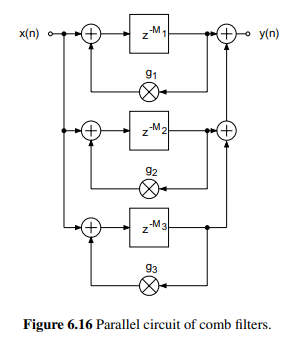 x(n) + z^-M1 + y(n)
g1
+ z^-M2 +
g2
+ z^-M3
g3
Figure 6.16 Parallel circuit of comb filters.